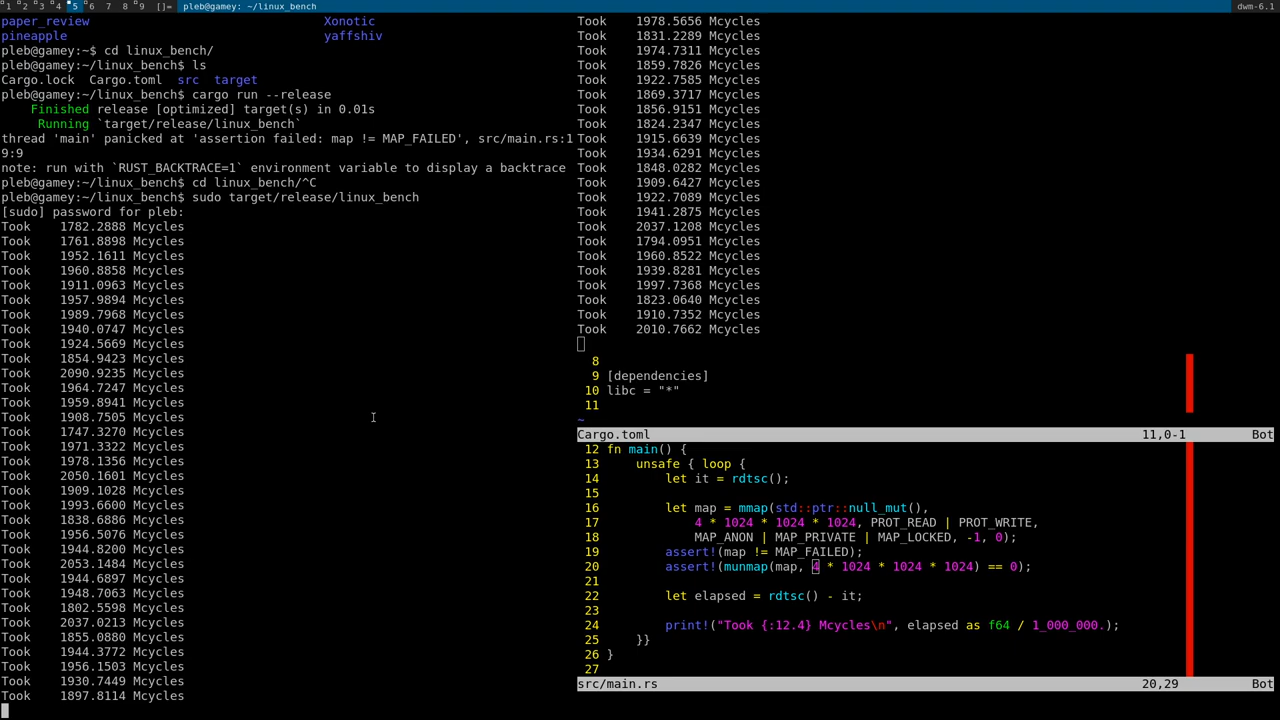 1 2 3 4 5 6 7 8 9 []= pleb@gamey: ~/linux_bench dwm-6.1
paper_review Xonotic
pineapple yaffshiv
pleb@gamey:~$ cd linux_bench/
pleb@gamey:~/linux_bench$ ls
Cargo.lock Cargo.toml src target
pleb@gamey:~/linux_bench$ cargo run --release
Finished release [optimized] target(s) in 0.01s
Running `target/release/linux_bench`
thread 'main' panicked at 'assertion failed: map != MAP_FAILED', src/main.rs:1
9:9
note: run with `RUST_BACKTRACE=1` environment variable to display a backtrace
pleb@gamey:~/linux_bench$ cd linux_bench/^C
pleb@gamey:~/linux_bench$ sudo target/release/linux_bench
[sudo] password for pleb:
Took 1782.2888 Mcycles
Took 1761.8898 Mcycles
Took 1952.1611 Mcycles
Took 1960.8858 Mcycles
Took 1911.0963 Mcycles
Took 1957.9894 Mcycles
Took 1989.7968 Mcycles
Took 1940.0747 Mcycles
Took 1924.5669 Mcycles
Took 1854.9423 Mcycles
Took 2090.9235 Mcycles
Took 1964.7247 Mcycles
Took 1959.8941 Mcycles
Took 1908.7505 Mcycles
Took 1747.3270 Mcycles
Took 1971.3322 Mcycles
Took 1978.1356 Mcycles
Took 2050.1601 Mcycles
Took 1909.1028 Mcycles
Took 1993.6600 Mcycles
Took 1838.6886 Mcycles
Took 1956.5076 Mcycles
Took 1944.8200 Mcycles
Took 2053.1484 Mcycles
Took 1944.6897 Mcycles
Took 1948.7063 Mcycles
Took 1802.5598 Mcycles
Took 2037.0213 Mcycles
Took 1855.0880 Mcycles
Took 1944.3772 Mcycles
Took 1956.1503 Mcycles
Took 1930.7449 Mcycles
Took 1897.8114 Mcycles
Took 1978.5656 Mcycles
Took 1831.2289 Mcycles
Took 1974.7311 Mcycles
Took 1859.7826 Mcycles
Took 1922.7585 Mcycles
Took 1869.3717 Mcycles
Took 1856.9151 Mcycles
Took 1824.2347 Mcycles
Took 1915.6639 Mcycles
Took 1934.6291 Mcycles
Took 1848.0282 Mcycles
Took 1909.6427 Mcycles
Took 1922.7089 Mcycles
Took 1941.2875 Mcycles
Took 2037.1208 Mcycles
Took 1794.0951 Mcycles
Took 1960.8522 Mcycles
Took 1939.8281 Mcycles
Took 1997.7368 Mcycles
Took 1823.0640 Mcycles
Took 1910.7352 Mcycles
Took 2010.7662 Mcycles
8
9 [dependencies]
10 libc = "*"
11
~
Cargo.toml 11,0-1 Bot
12 fn main() {
13 unsafe { loop {
14 let it = rdtsc();
15
16 let map = mmap(std::ptr::null_mut(),
17 4 * 1024 * 1024 * 1024, PROT_READ | PROT_WRITE,
18 MAP_ANON | MAP_PRIVATE | MAP_LOCKED, -1, 0);
19 assert!(map != MAP_FAILED);
20 assert!(munmap(map, 4 * 1024 * 1024 * 1024) == 0);
21
22 let elapsed = rdtsc() - it;
23
24 print!("Took {:12.4} Mcycles\n", elapsed as f64 / 1_000_000.);
25 }}
26 }
27
src/main.rs 20,29 Bot